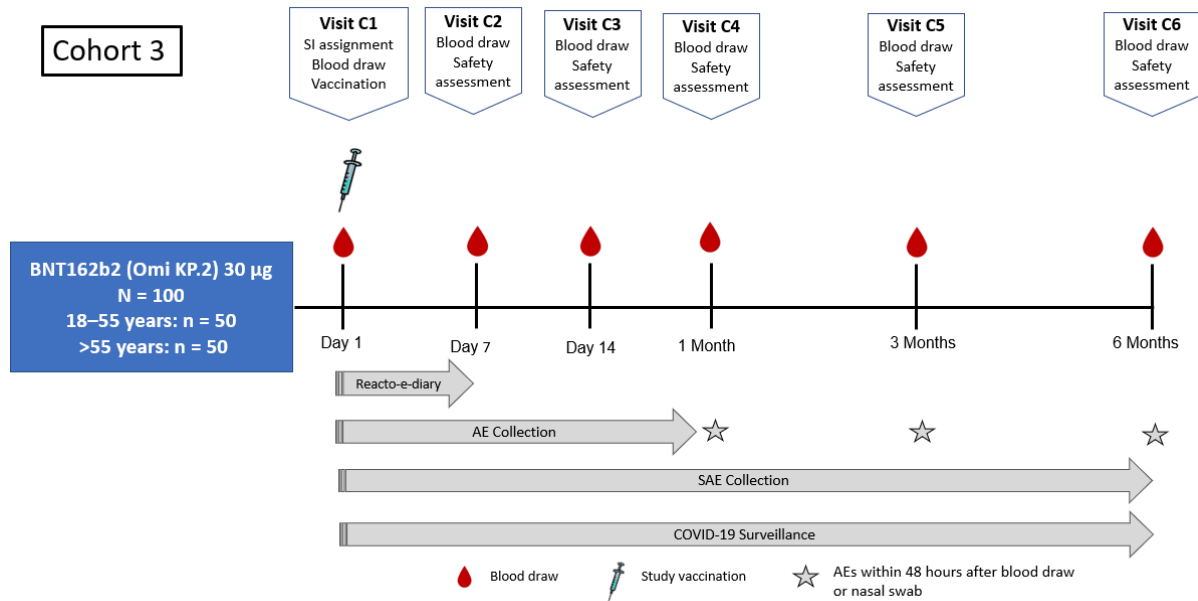 Cohort 3
Visit C1
SI assignment
Blood draw
Vaccination
Visit C2
Blood draw
Safety
assessment
Visit C3
Blood draw
Safety
assessment
Visit C4
Blood draw
Safety
assessment
Visit C5
Blood draw
Safety
assessment
Visit C6
Blood draw
Safety
assessment
BNT162b2 (Omi KP.2) 30 µg
N = 100
18–55 years: n = 50
>55 years: n = 50
Day 1
Day 7
Day 14
1 Month
3 Months
6 Months
Reacto-e-diary
AE Collection
SAE Collection
COVID-19 Surveillance
Blood draw
Study vaccination
AEs within 48 hours after blood draw
or nasal swab